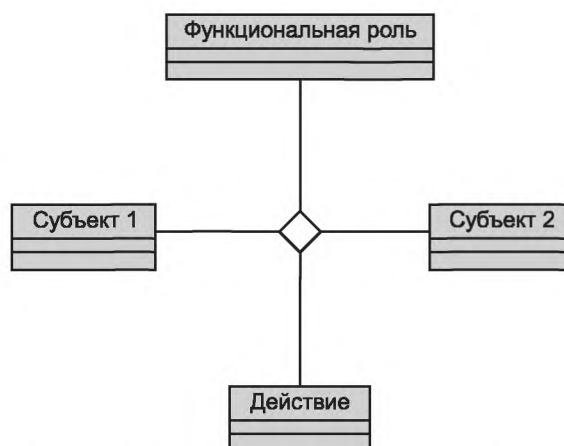 Функциональная роль
Субъект 1
Субъект 2
Действие